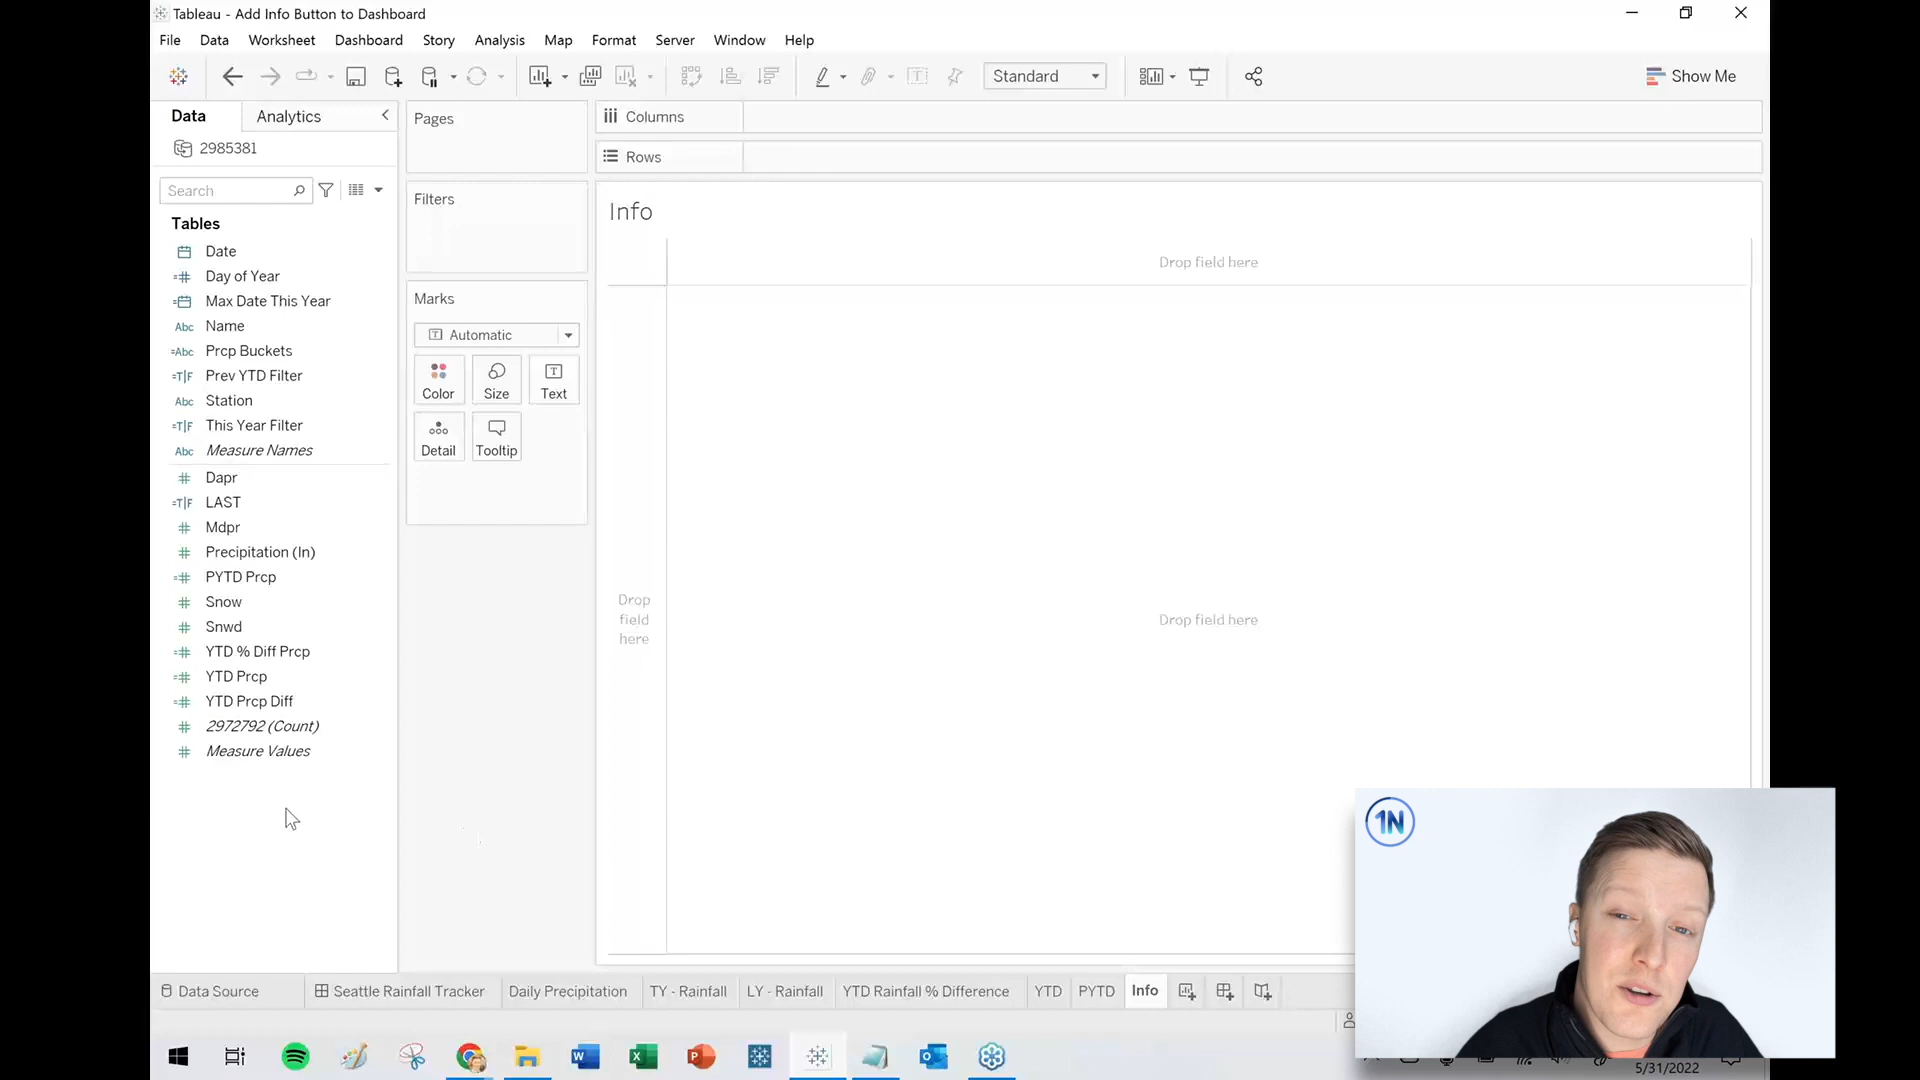 Tableau - Add Info Button to Dashboard
File Data Worksheet Dashboard Story Analysis Map Format Server Window Help
Standard
Show Me
Data
Analytics
2985381
Search
Tables
Date
Day of Year
Max Date This Year
Abc Name
=Abc Prcp Buckets
=T|F Prev YTD Filter
Abc Station
=T|F This Year Filter
Abc Measure Names
Dapr
=T|F LAST
Mdpr
Precipitation (In)
PYTD Prcp
Snow
Snwd
YTD % Diff Prcp
YTD Prcp
YTD Prcp Diff
2972792 (Count)
Measure Values
Pages
Filters
Marks
Automatic
Color Size Text
Detail Tooltip
Columns
Rows
Info
Drop field here
Drop
field
here
Drop field here
1N
Data Source Seattle Rainfall Tracker Daily Precipitation TY - Rainfall LY - Rainfall YTD Rainfall % Difference YTD PYTD Info
5/31/2022